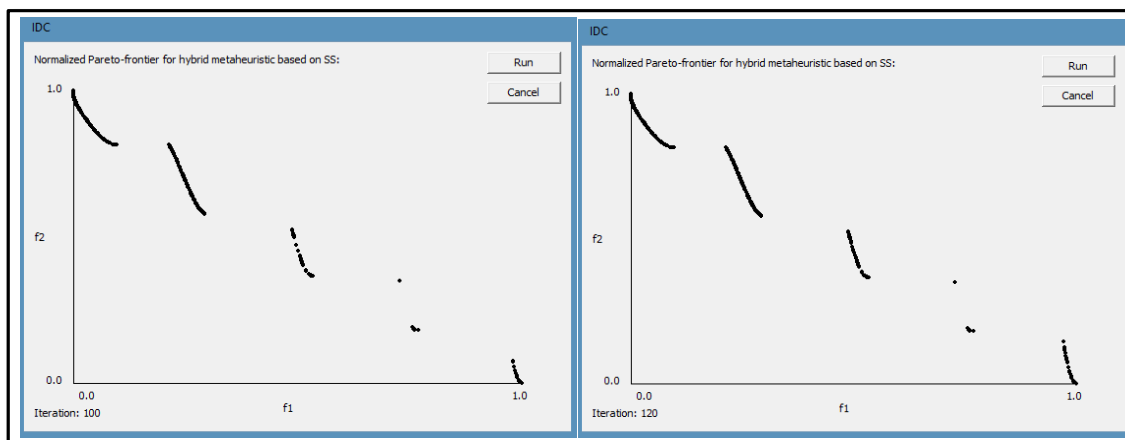 IDC
Normalized Pareto-frontier for hybrid metaheuristic based on SS:
Run
Cancel
1.0
f2
0.0
0.0
1.0
f1
Iteration: 100
IDC
Normalized Pareto-frontier for hybrid metaheuristic based on SS:
Run
Cancel
1.0
f2
0.0
0.0
1.0
f1
Iteration: 120